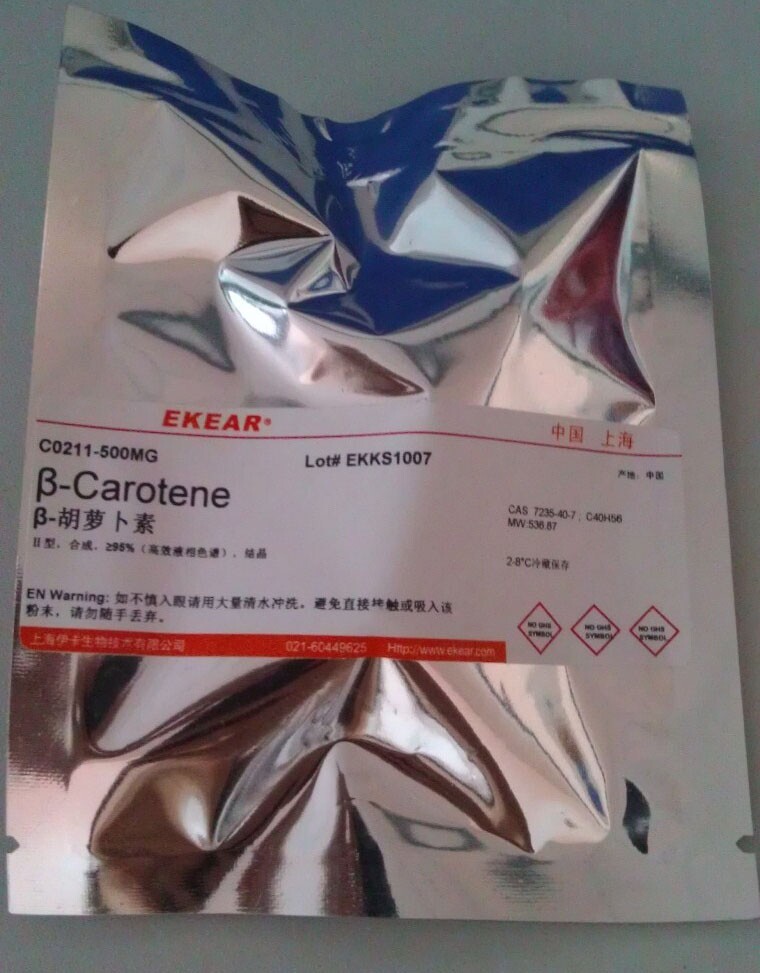 EKEAR®
中国 上海
C0211-500MG
Lot# EKKS1007
产地：中国
β-Carotene
β-胡萝卜素
CAS 7235-40-7；C40H56
MW:536.87
II型，合成，≥95%（高效液相色谱），结晶
2-8°C冷藏保存
EN Warning: 如不慎入眼请用大量清水冲洗。避免直接接触或吸入该
粉末，请勿随手丢弃。
NO GHS
SYMBOL
NO GHS
SYMBOL
NO GHS
SYMBOL
上海伊卡生物技术有限公司
021-60449625
Http://www.ekear.com